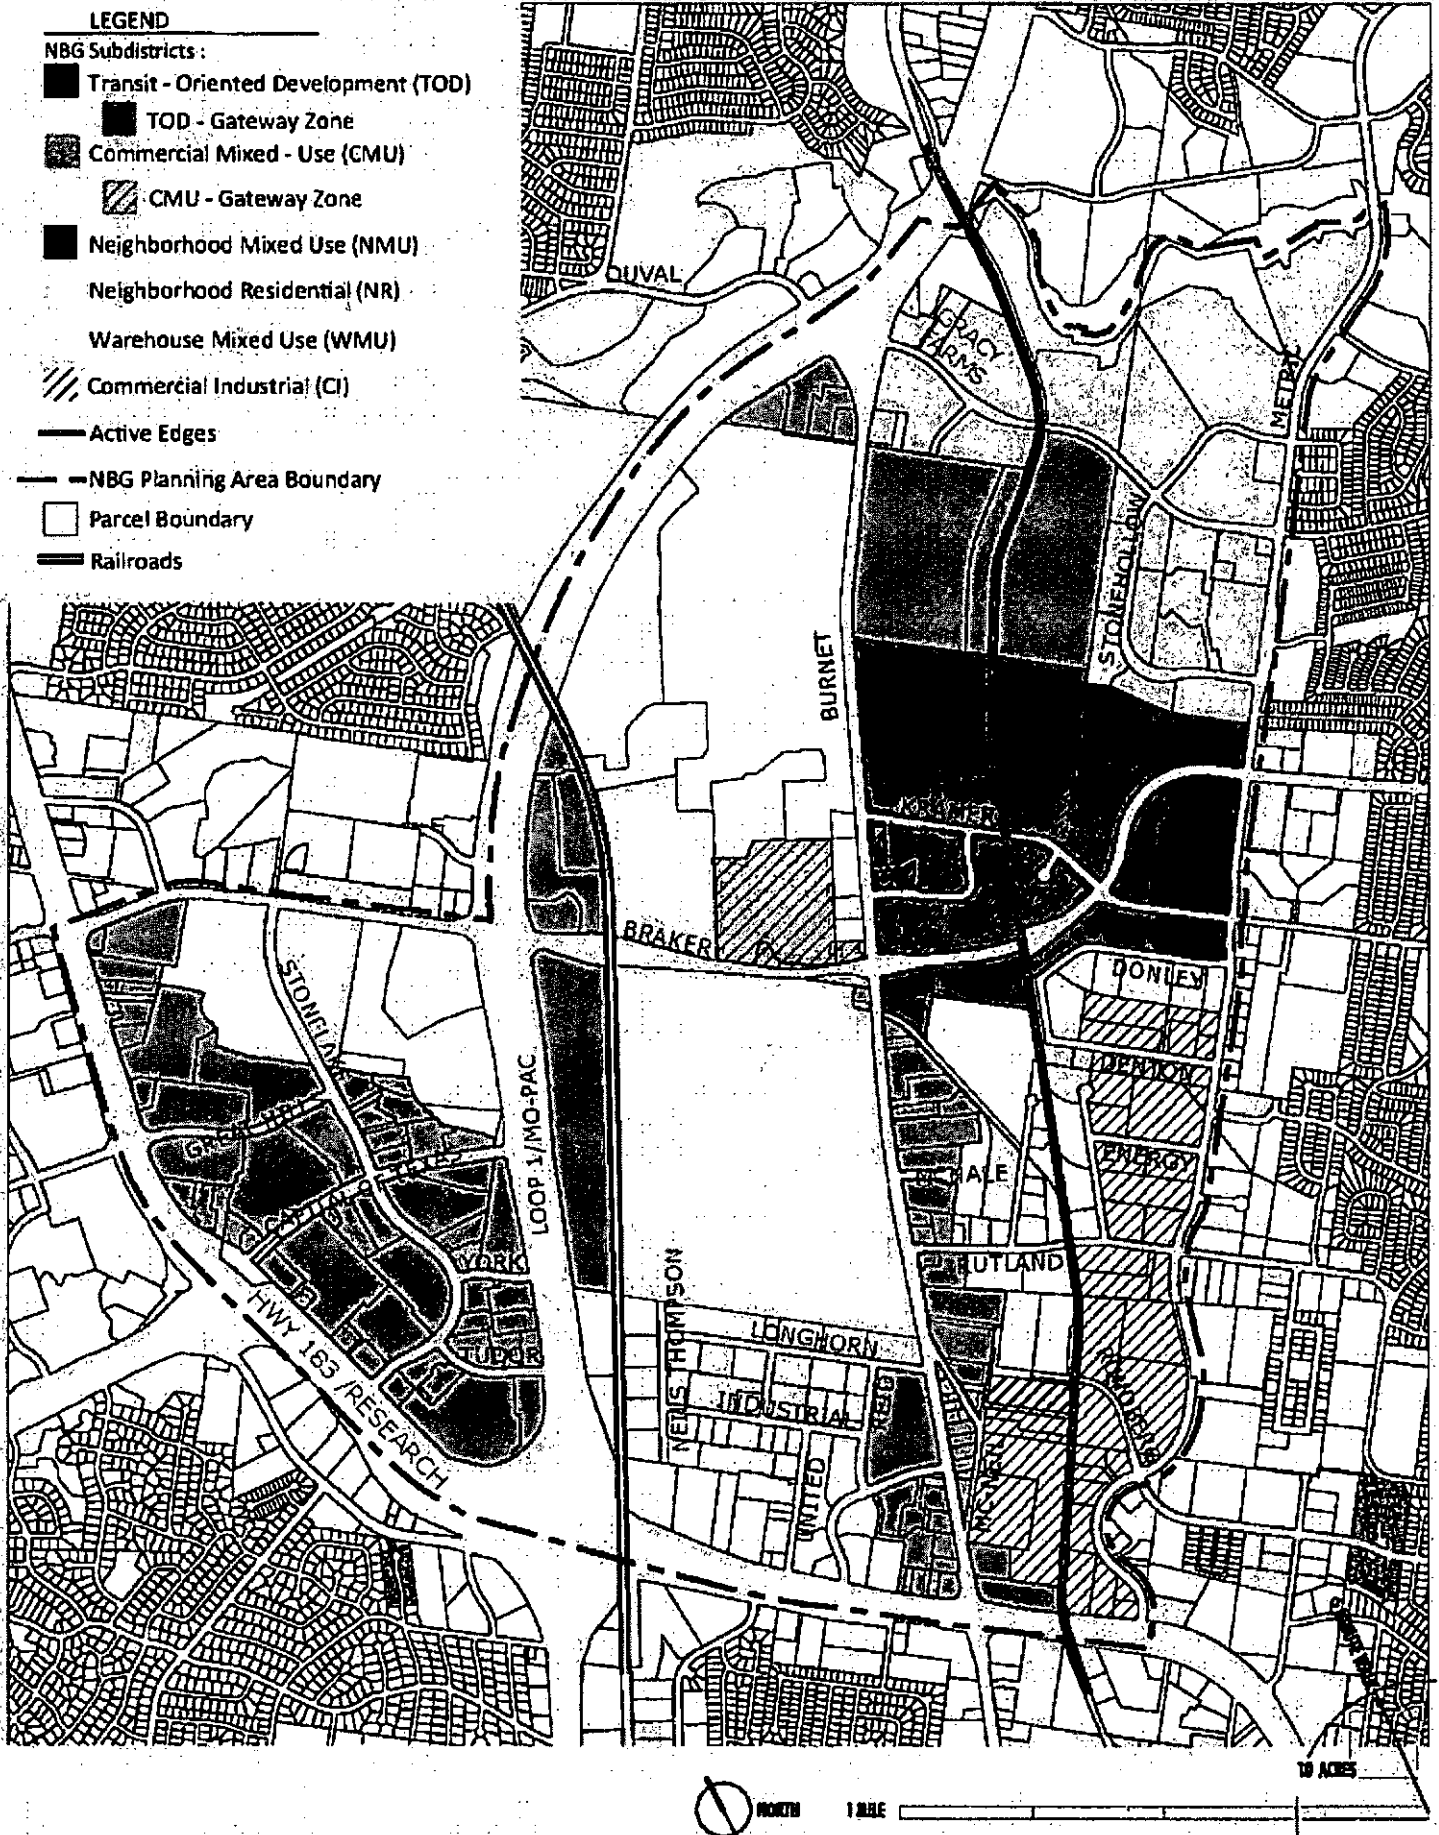 LEGEND
NBG Subdistricts :
Transit - Oriented Development (TOD)
TOD - Gateway Zone
Commercial Mixed - Use (CMU)
CMU - Gateway Zone
Neighborhood Mixed Use (NMU)
Neighborhood Residential (NR)
Warehouse Mixed Use (WMU)
Commercial Industrial (CI)
Active Edges
NBG Planning Area Boundary
Parcel Boundary
Railroads
DUVAL
GRACY
FARMS
METRIC
STONEHOLLOW
BURNET
KRAMER
BRAKER
DONLEY
DENTON
ENERGY
HALE
RUTLAND
LOOP 1/MO-PAC
YORK
TUDOR
HWY 183 /RESEARCH
NEILS THOMPSON
LONGHORN
INDUSTRIAL
UNITED
10 ACRES
NORTH
1 MILE